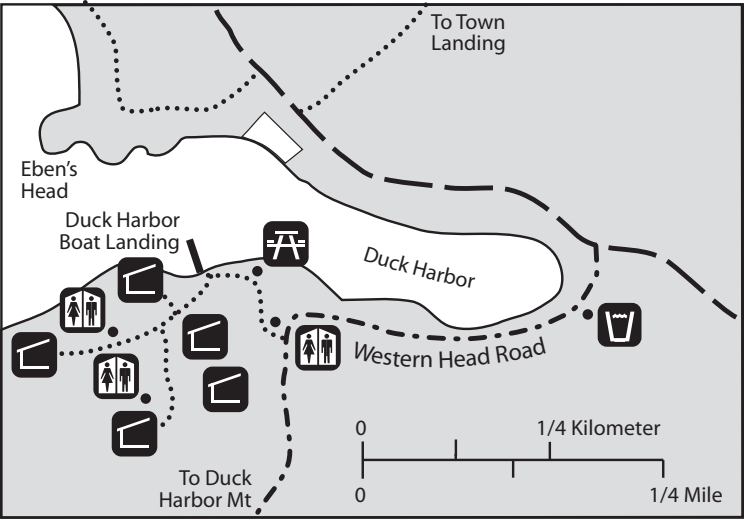 To Town
Landing
Eben's
Head
Duck Harbor
Boat Landing
Duck Harbor
Western Head Road
To Duck
Harbor Mt
0
1/4 Kilometer
0
1/4 Mile